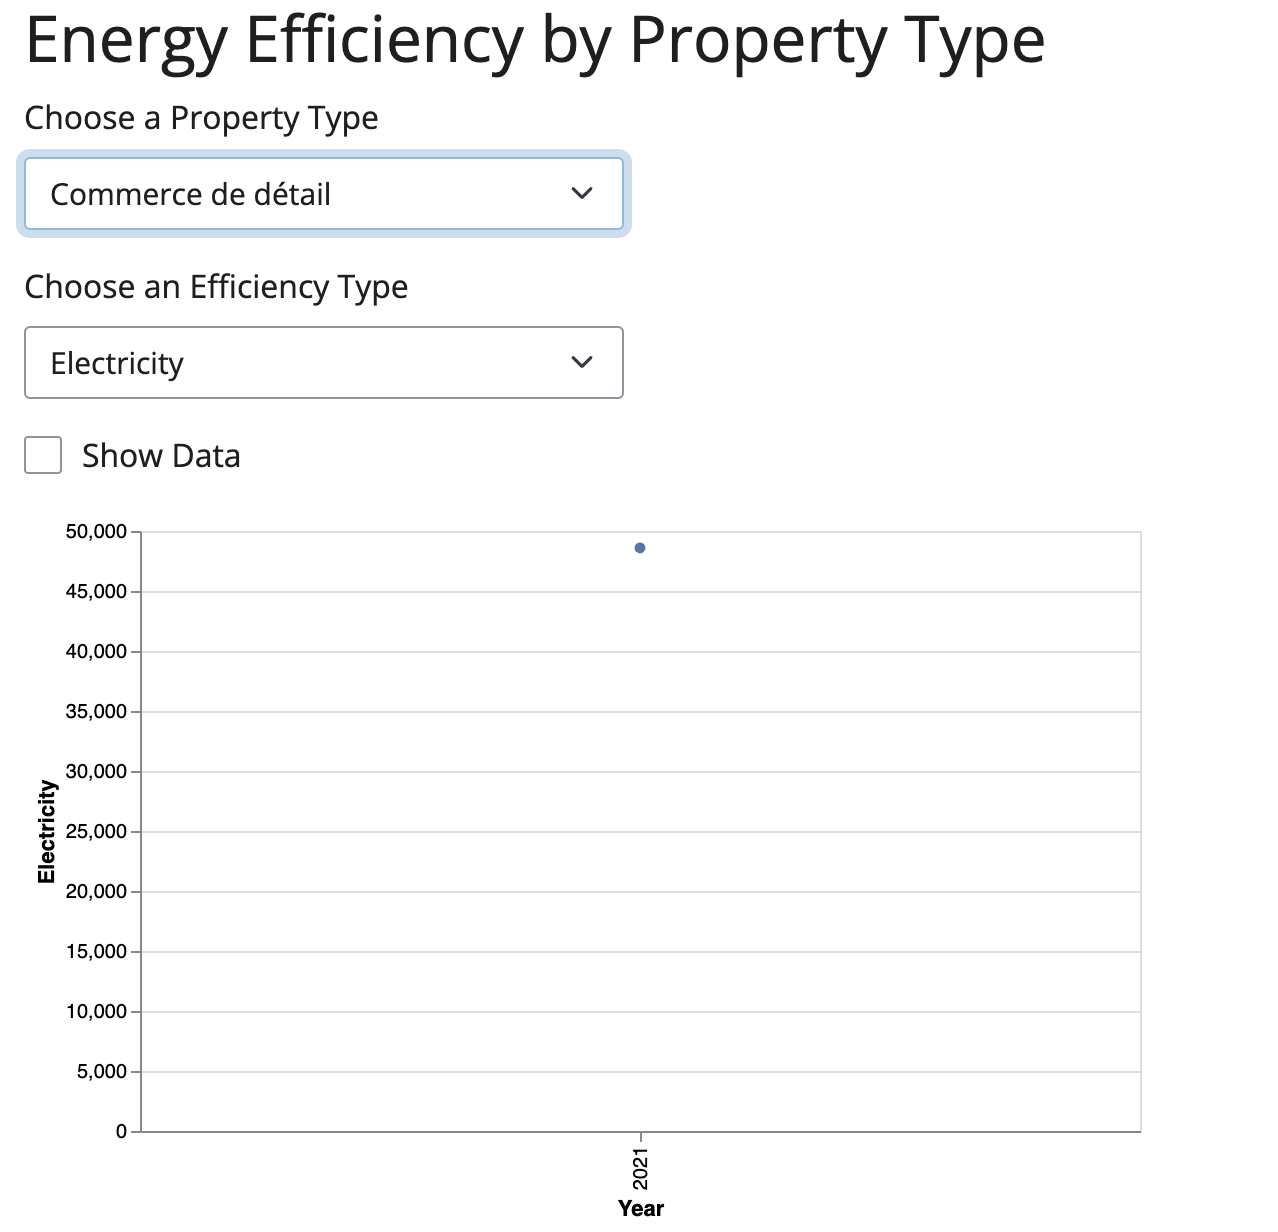 Energy Efficiency by Property Type
Choose a Property Type
Commerce de détail
Choose an Efficiency Type
Electricity
Show Data
50,000
45,000
40,000
35,000
30,000
25,000
20,000
15,000
10,000
5,000
0
Electricity
2021
Year